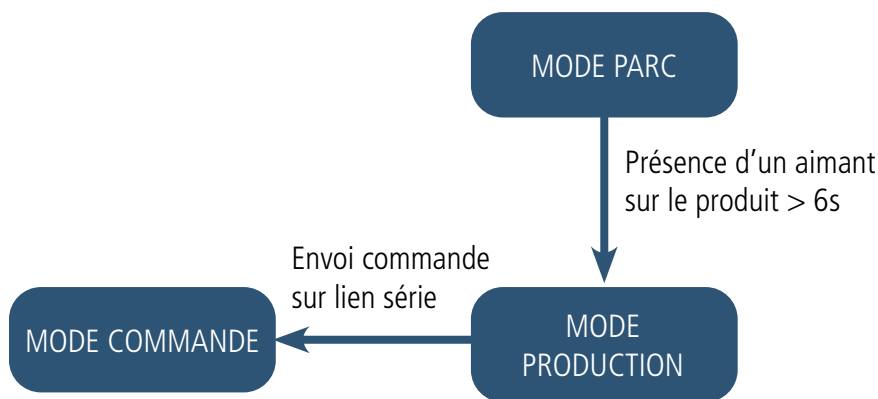 MODE PARC
Présence d’un aimant
sur le produit > 6s
Envoi commande
sur lien série
MODE COMMANDE
MODE
PRODUCTION